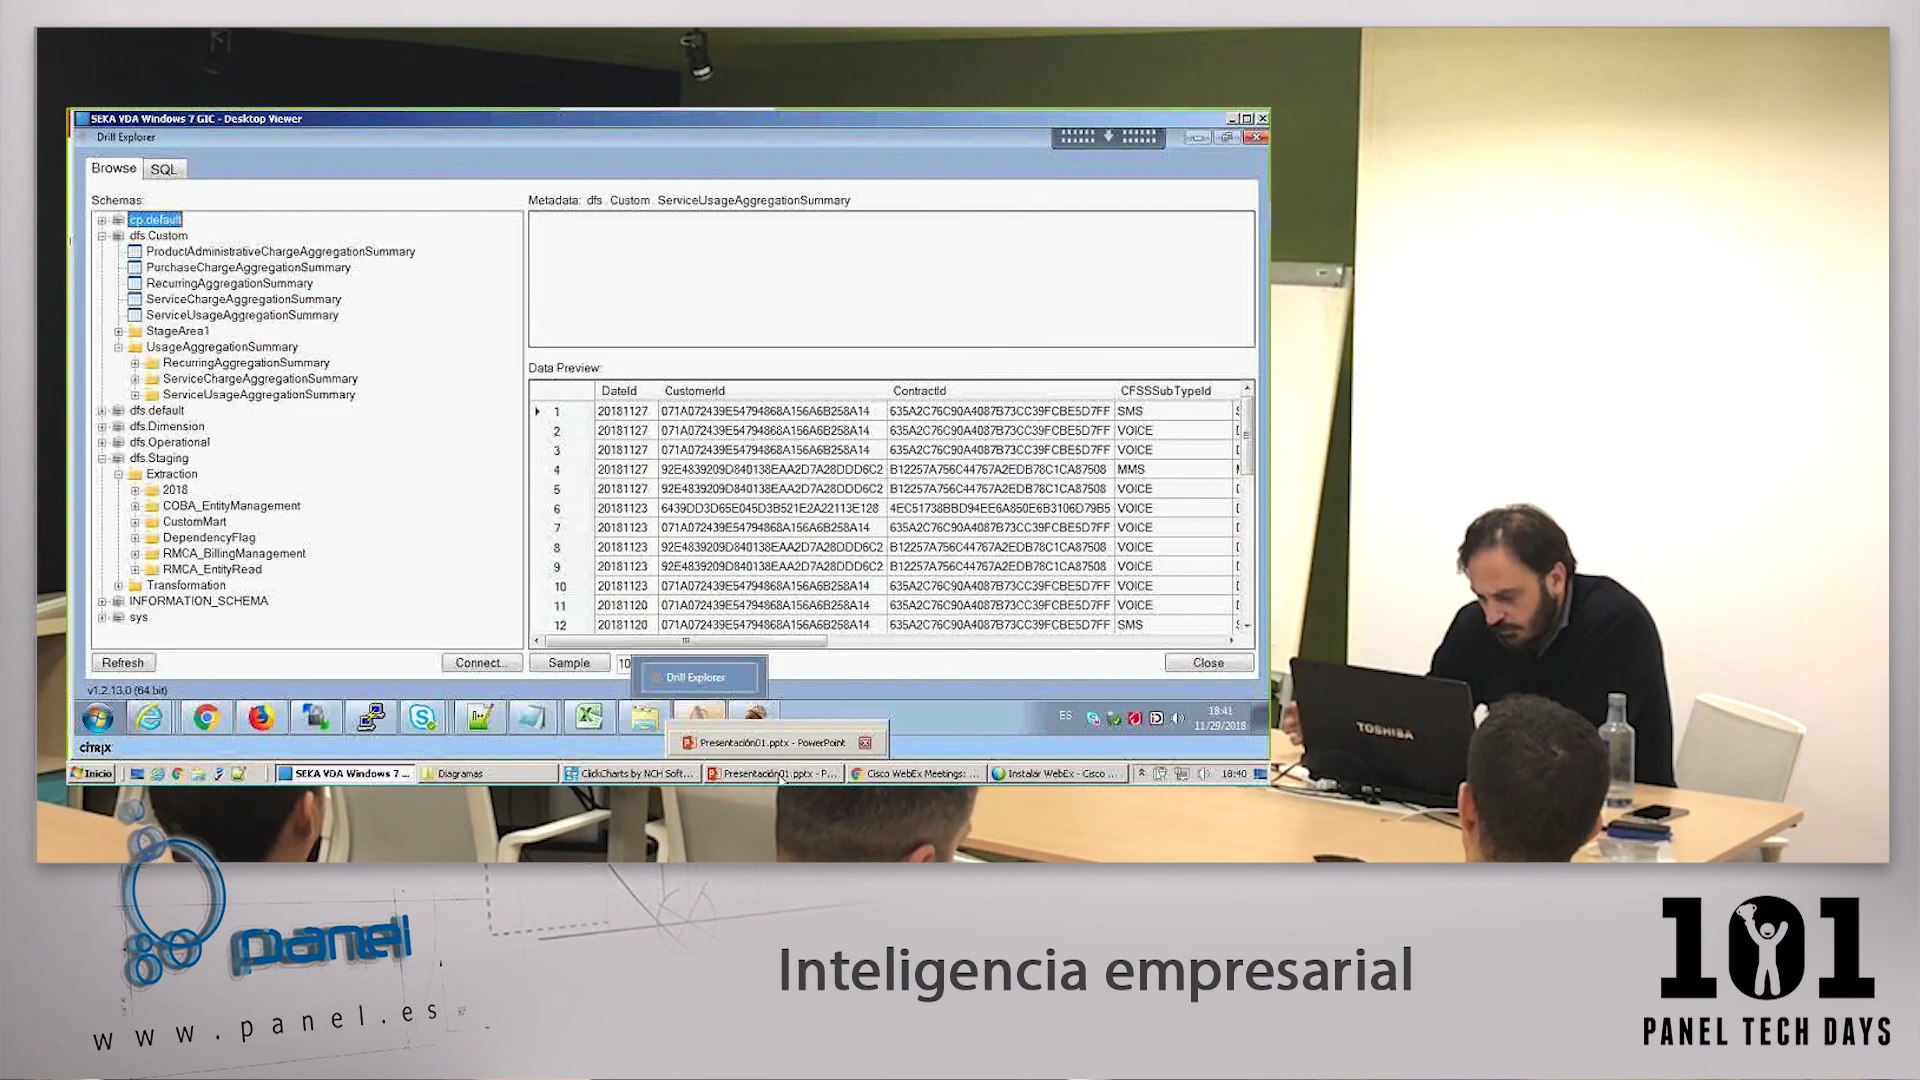 SEKA VDA Windows 7 GIC - Desktop Viewer
Drill Explorer
Browse
SQL
Schemas:
cp.default
dfs.Custom
ProductAdministrativeChargeAggregationSummary
PurchaseChargeAggregationSummary
RecurringAggregationSummary
ServiceChargeAggregationSummary
ServiceUsageAggregationSummary
StageArea1
UsageAggregationSummary
RecurringAggregationSummary
ServiceChargeAggregationSummary
ServiceUsageAggregationSummary
dfs.default
dfs.Dimension
dfs.Operational
dfs.Staging
Extraction
2018
COBA_EntityManagement
CustomMart
DependencyFlag
RMCA_BillingManagement
RMCA_EntityRead
Transformation
INFORMATION_SCHEMA
sys
Refresh
Connect...
Metadata: dfs . Custom . ServiceUsageAggregationSummary
Data Preview:
DateId CustomerId ContractId CFSSSubTypeId
1 20181127 071A072439E54794868A156A6B258A14 635A2C76C90A4087B73CC39FCBE5D7FF SMS
2 20181127 071A072439E54794868A156A6B258A14 635A2C76C90A4087B73CC39FCBE5D7FF VOICE
3 20181127 071A072439E54794868A156A6B258A14 635A2C76C90A4087B73CC39FCBE5D7FF VOICE
4 20181127 92E4839209D840138EAA2D7A28DDD6C2 B12257A756C44767A2EDB78C1CA87508 MMS
5 20181127 92E4839209D840138EAA2D7A28DDD6C2 B12257A756C44767A2EDB78C1CA87508 VOICE
6 20181123 6439DD3D65E045D3B521E2A22113E128 4EC51738BBD94EE6A850E6B3106D79B5 VOICE
7 20181123 071A072439E54794868A156A6B258A14 635A2C76C90A4087B73CC39FCBE5D7FF VOICE
8 20181123 92E4839209D840138EAA2D7A28DDD6C2 B12257A756C44767A2EDB78C1CA87508 VOICE
9 20181123 92E4839209D840138EAA2D7A28DDD6C2 B12257A756C44767A2EDB78C1CA87508 VOICE
10 20181123 071A072439E54794868A156A6B258A14 635A2C76C90A4087B73CC39FCBE5D7FF VOICE
11 20181120 071A072439E54794868A156A6B258A14 635A2C76C90A4087B73CC39FCBE5D7FF VOICE
12 20181120 071A072439E54794868A156A6B258A14 635A2C76C90A4087B73CC39FCBE5D7FF SMS
Sample
10
Close
Drill Explorer
v1.2.13.0 (64 bit)
ES
18:41
11/29/2018
CİTRIX
Presentación01.pptx - PowerPoint
Inicio
SEKA VDA Windows 7 ...
Diagramas
ClickCharts by NCH Soft...
Presentación01.pptx - P...
Cisco WebEx Meetings: ...
Instalar WebEx - Cisco ...
18:40
TOSHIBA
panel
www.panel.es
Inteligencia empresarial
101
PANEL TECH DAYS